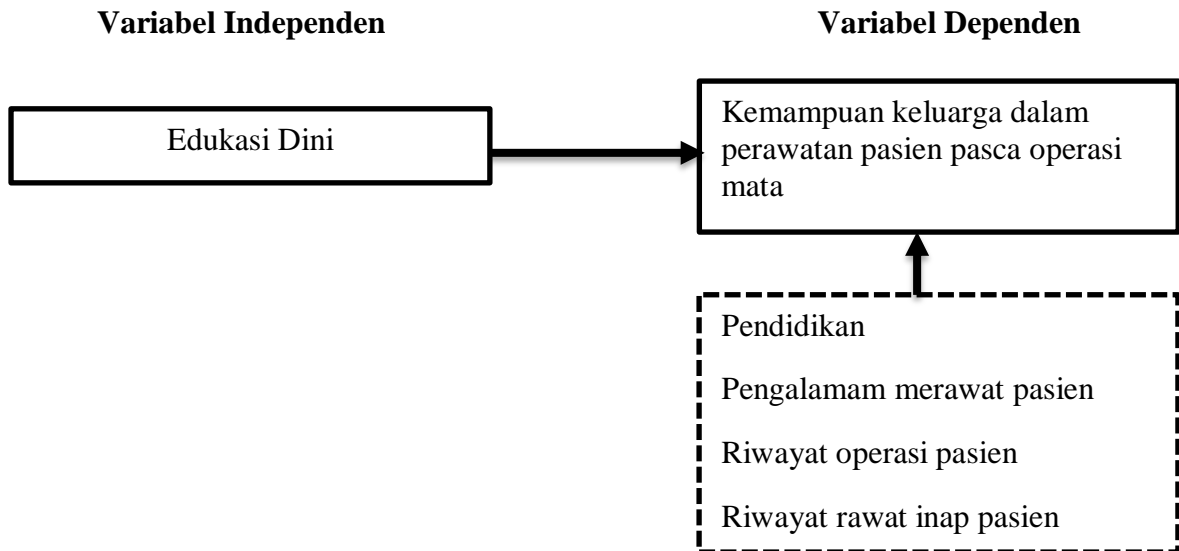 Variabel Independen
Variabel Dependen
Edukasi Dini
Kemampuan keluarga dalam
perawatan pasien pasca operasi
mata
Pendidikan
Pengalamam merawat pasien
Riwayat operasi pasien
Riwayat rawat inap pasien